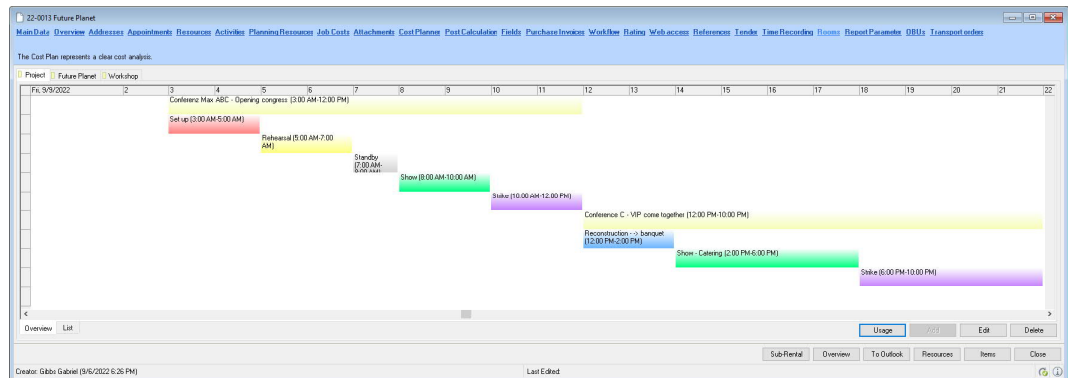 22-0013 Future Planet
Main Data Overview Addresses Appointments Resources Activities Planning Resources Job Costs Attachments Cost Planner Post Calculation Fields Purchase Invoices Workflow Rating Web access References Tender Time Recording Rooms Report Parameter OBUs Transport orders
The Cost Plan represents a clear cost analysis.
Project Future Planet Workshop
Fri, 9/9/2022 2 3 4 5 6 7 8 9 10 11 12 13 14 15 16 17 18 19 20 21 22
Conferenz Max ABC - Opening congress (3:00 AM-12:00 PM)
Set up (3:00 AM-5:00 AM)
Rehearsal (5:00 AM-7:00
AM)
Standby
(7:00 AM-
8:00 AM)
Show (8:00 AM-10:00 AM)
Strike (10:00 AM-12:00 PM)
Conference C - VIP come together (12:00 PM-10:00 PM)
Reconstruction --> banquet
(12:00 PM-2:00 PM)
Show - Catering (2:00 PM-6:00 PM)
Strike (6:00 PM-10:00 PM)
Overview List Usage Add Edit Delete
Sub-Rental Overview To Outlook Resources Items Close
Creator: Gibbs Gabriel (9/6/2022 6:26 PM) Last Edited: